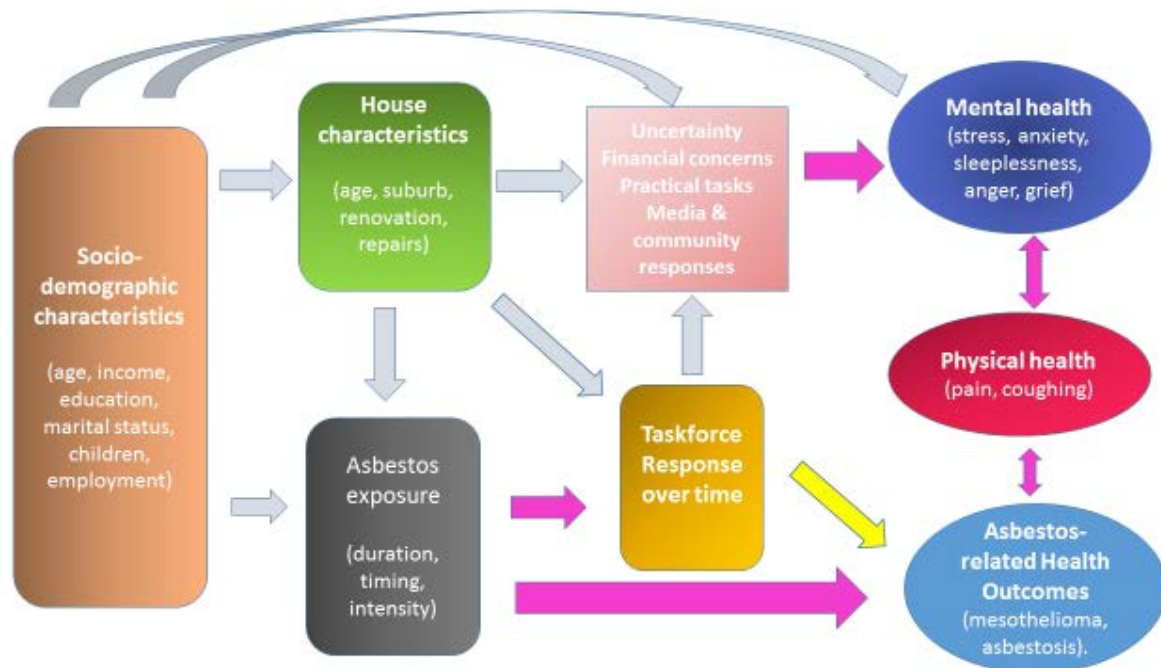 Socio-
demographic
characteristics
(age, income,
education,
marital status,
children,
employment)
House
characteristics
(age, suburb,
renovation,
repairs)
Asbestos
exposure
(duration,
timing,
intensity)
Uncertainty
Financial concerns
Practical tasks
Media &
community
responses
Taskforce
Response
over time
Mental health
(stress, anxiety,
sleeplessness,
anger, grief)
Physical health
(pain, coughing)
Asbestos-
related Health
Outcomes
(mesothelioma,
asbestosis).